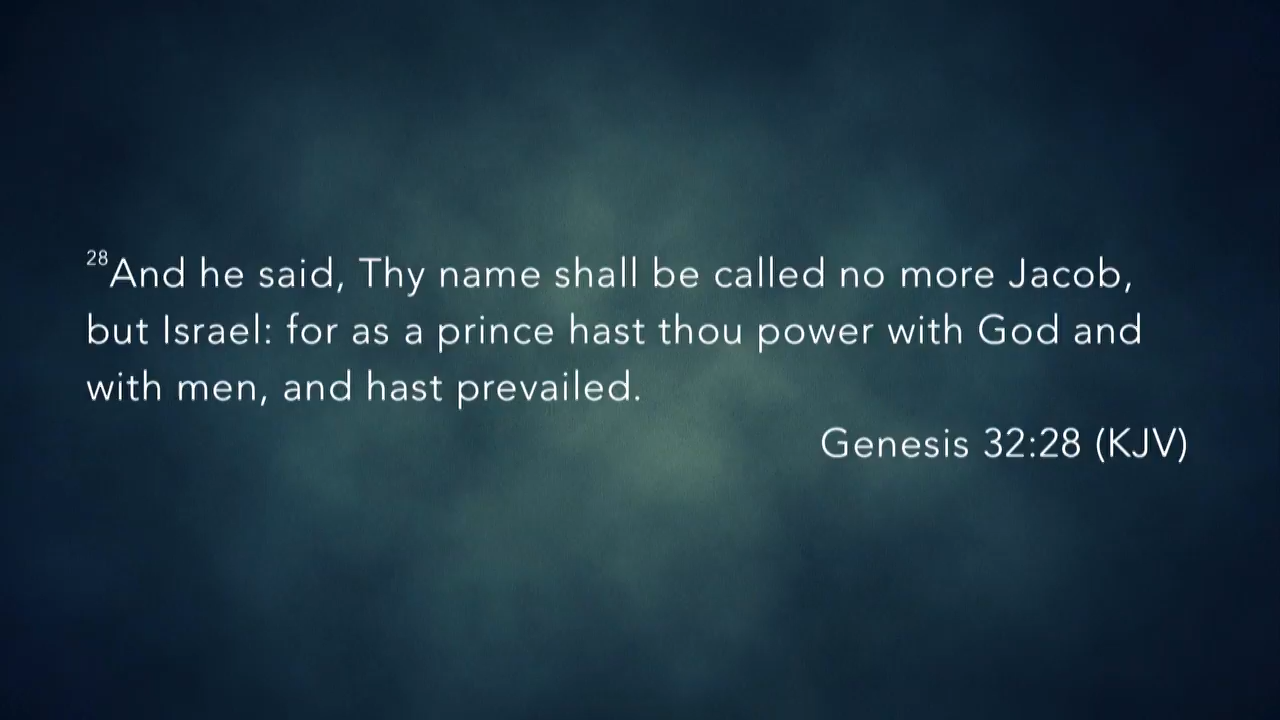 28And he said, Thy name shall be called no more Jacob,
but Israel: for as a prince hast thou power with God and
with men, and hast prevailed.
Genesis 32:28 (KJV)